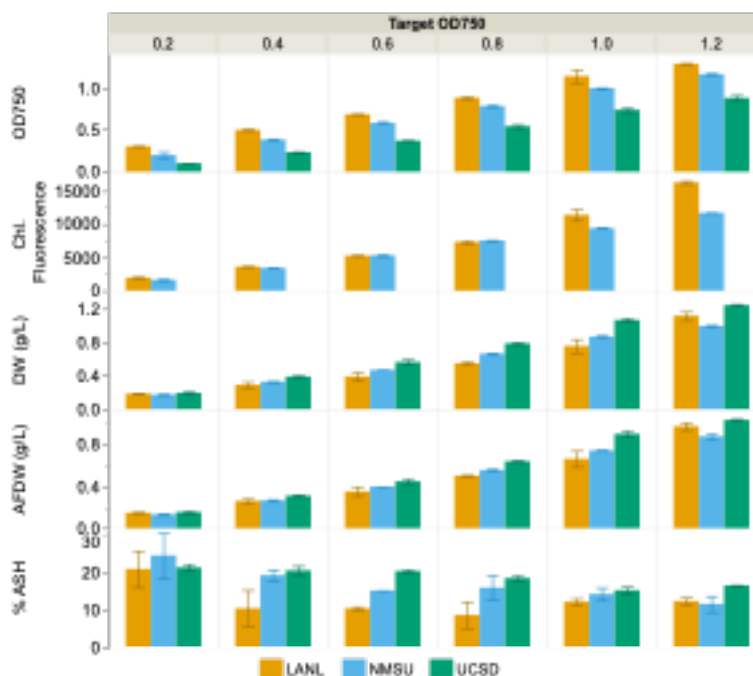 Target OD750
0.2 0.4 0.6 0.8 1.0 1.2
OD750
1.0
0.5
0.0
Chl
Fluorescence
15000
10000
5000
0
DW (g/L)
1.2
0.8
0.4
0.0
AFDW (g/L)
0.8
0.4
0.0
% ASH
30
20
10
0
LANL NMSU UCSD